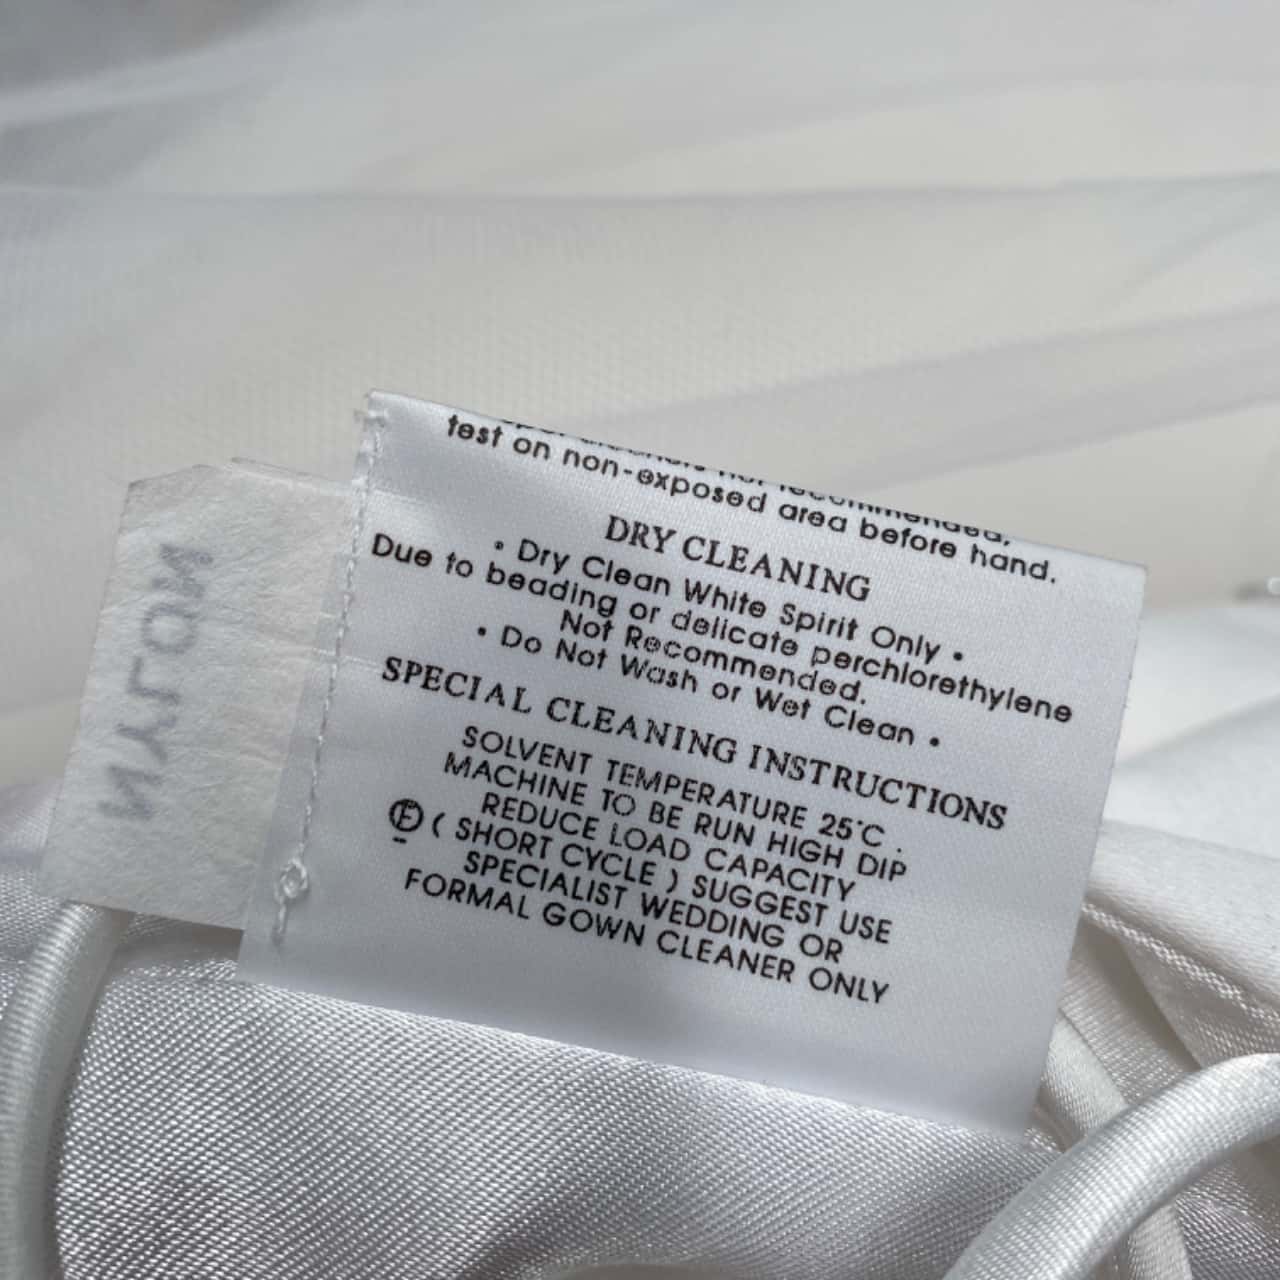 recommended,
test on non-exposed area before hand.
DRY CLEANING
• Dry Clean White Spirit Only •
Due to beading or delicate perchlorethylene
Not Recommended.
• Do Not Wash or Wet Clean •
SPECIAL CLEANING INSTRUCTIONS
SOLVENT TEMPERATURE 25°C .
MACHINE TO BE RUN HIGH DIP
REDUCE LOAD CAPACITY
Ⓕ ( SHORT CYCLE ) SUGGEST USE
SPECIALIST WEDDING OR
FORMAL GOWN CLEANER ONLY